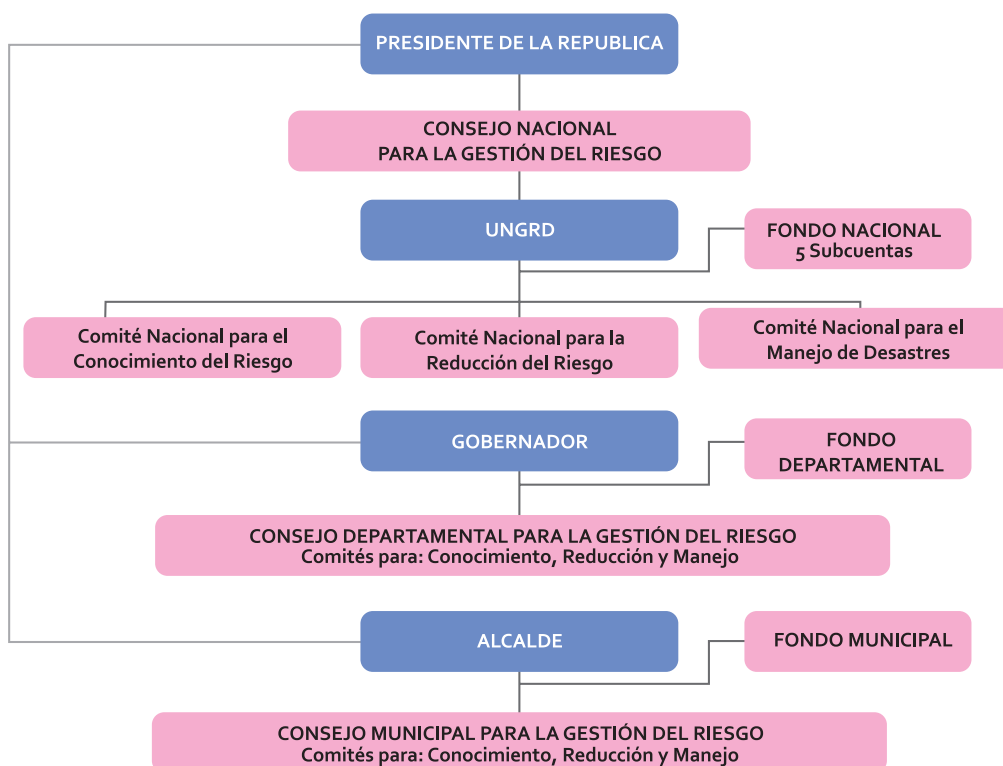 PRESIDENTE DE LA REPUBLICA
CONSEJO NACIONAL
PARA LA GESTIÓN DEL RIESGO
UNGRD
FONDO NACIONAL
5 Subcuentas
Comité Nacional para el
Conocimiento del Riesgo
Comité Nacional para la
Reducción del Riesgo
Comité Nacional para el
Manejo de Desastres
GOBERNADOR
FONDO
DEPARTAMENTAL
CONSEJO DEPARTAMENTAL PARA LA GESTIÓN DEL RIESGO
Comités para: Conocimiento, Reducción y Manejo
ALCALDE
FONDO MUNICIPAL
CONSEJO MUNICIPAL PARA LA GESTIÓN DEL RIESGO
Comités para: Conocimiento, Reducción y Manejo